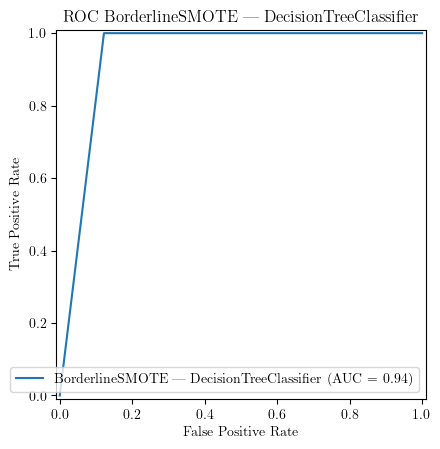 ROC BorderlineSMOTE — DecisionTreeClassifier
1.0
0.8
0.6
0.4
0.2
0.0
True Positive Rate
BorderlineSMOTE — DecisionTreeClassifier (AUC = 0.94)
0.0 0.2 0.4 0.6 0.8 1.0
False Positive Rate